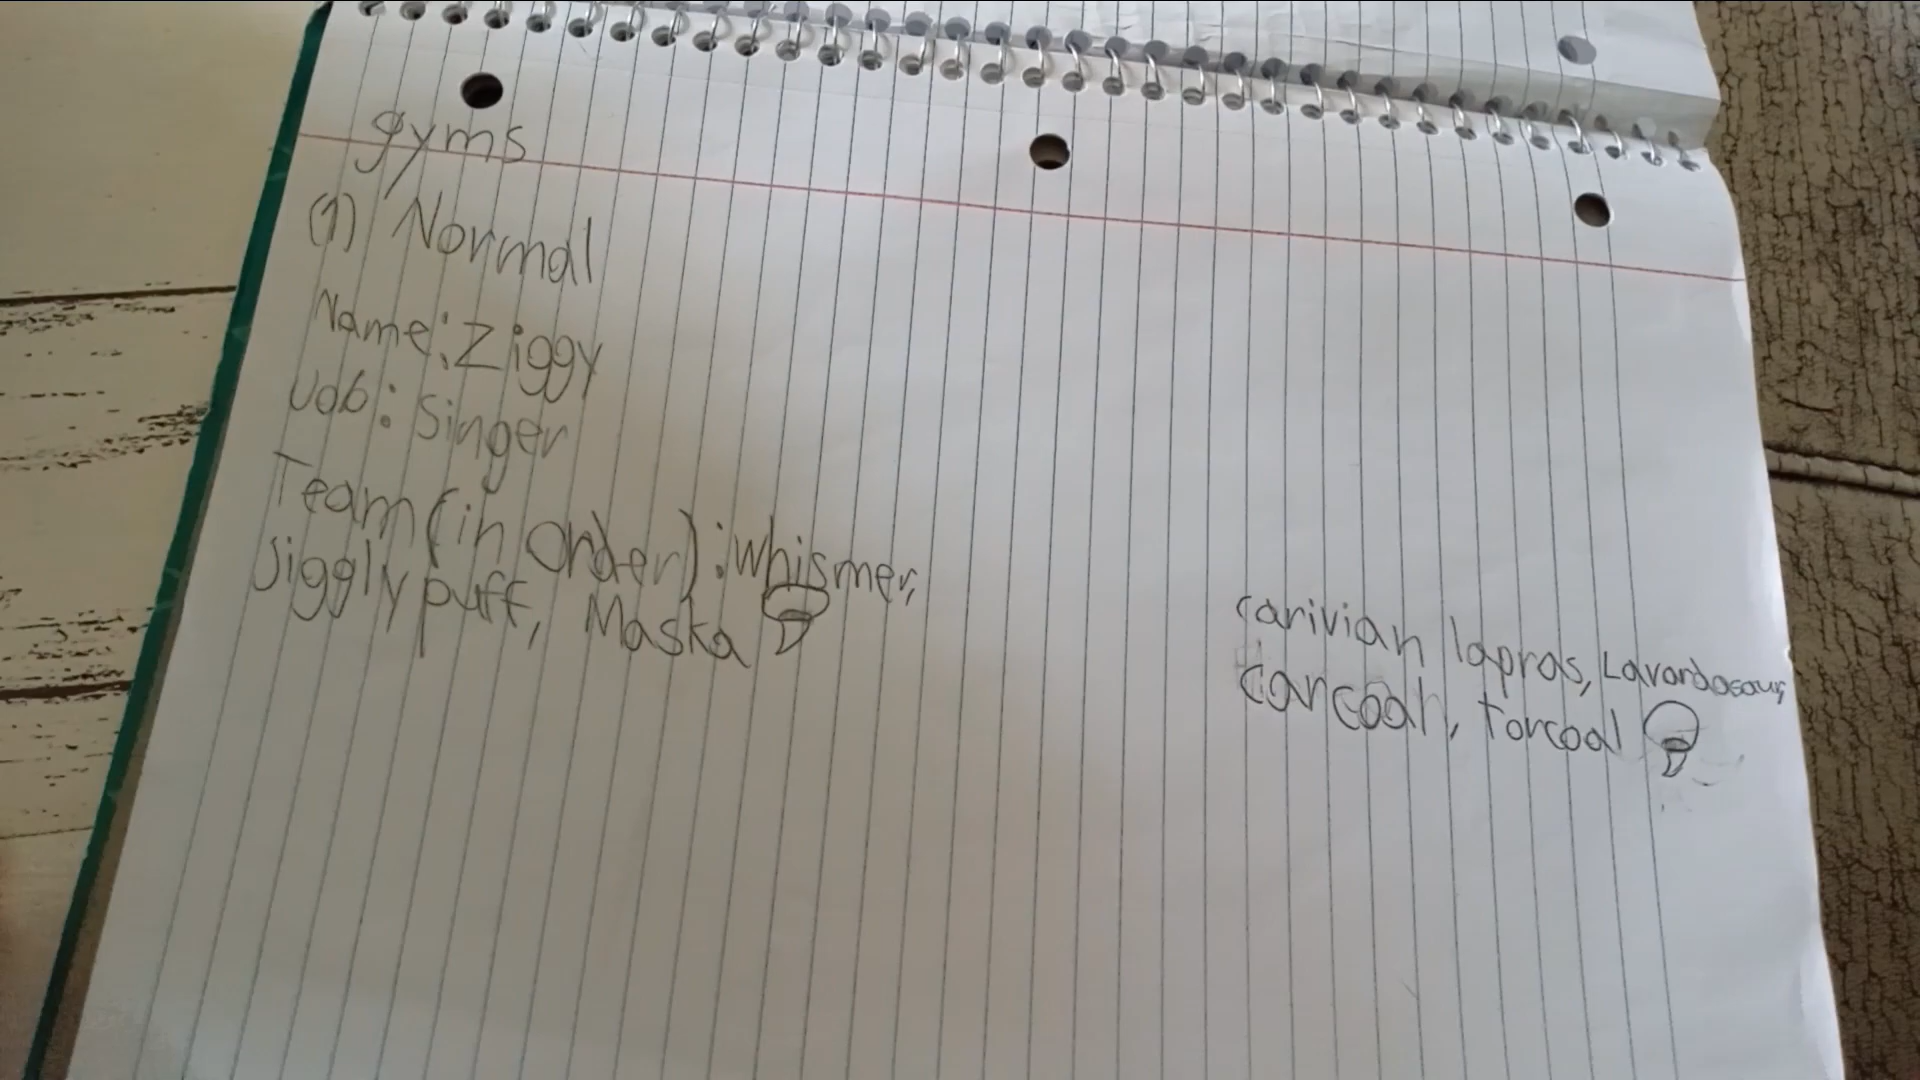 gyms
(1) Normal
Name: Ziggy
Job: Singer
Team (in order): whismer,
Jigglypuff, Maska
carivian lapras, Lavardosaur,
carcoal, torcoal